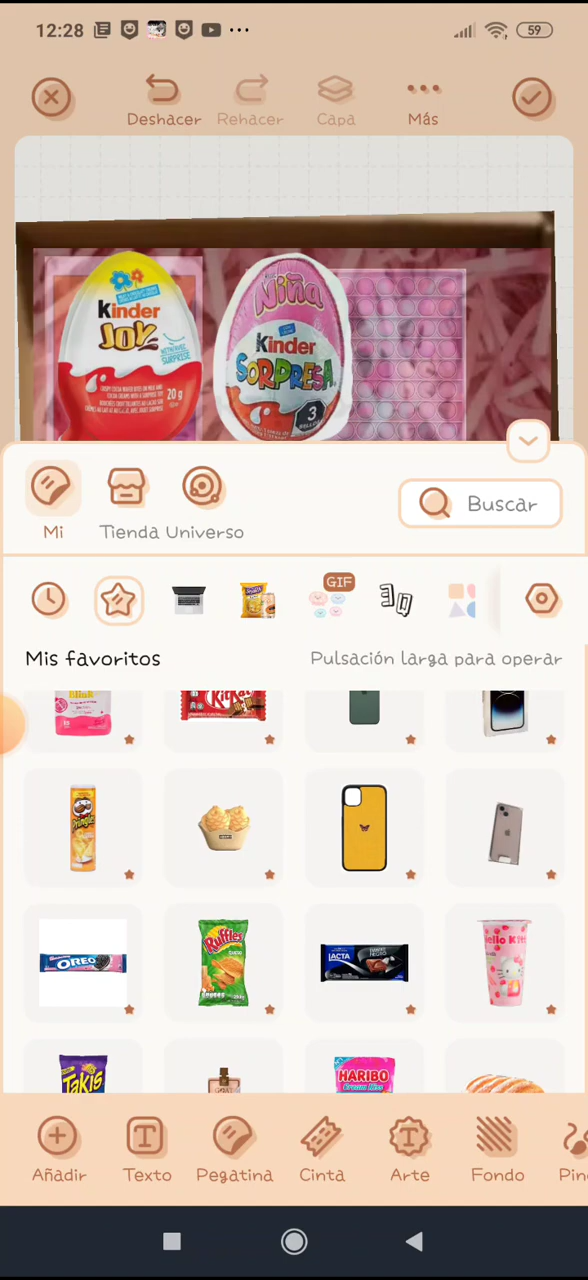 12:28
59
Deshacer
Rehacer
Capa
Más
kinder
JOY
20 g
Niña
kinder
SORPRESA
3
Mi
Tienda
Universo
Buscar
GIF
Mis favoritos
Pulsación larga para operar
KitKat
Pringles
OREO
Ruffles
LACTA
Hello Kitty
Takis
HARIBO
Añadir
Texto
Pegatina
Cinta
Arte
Fondo